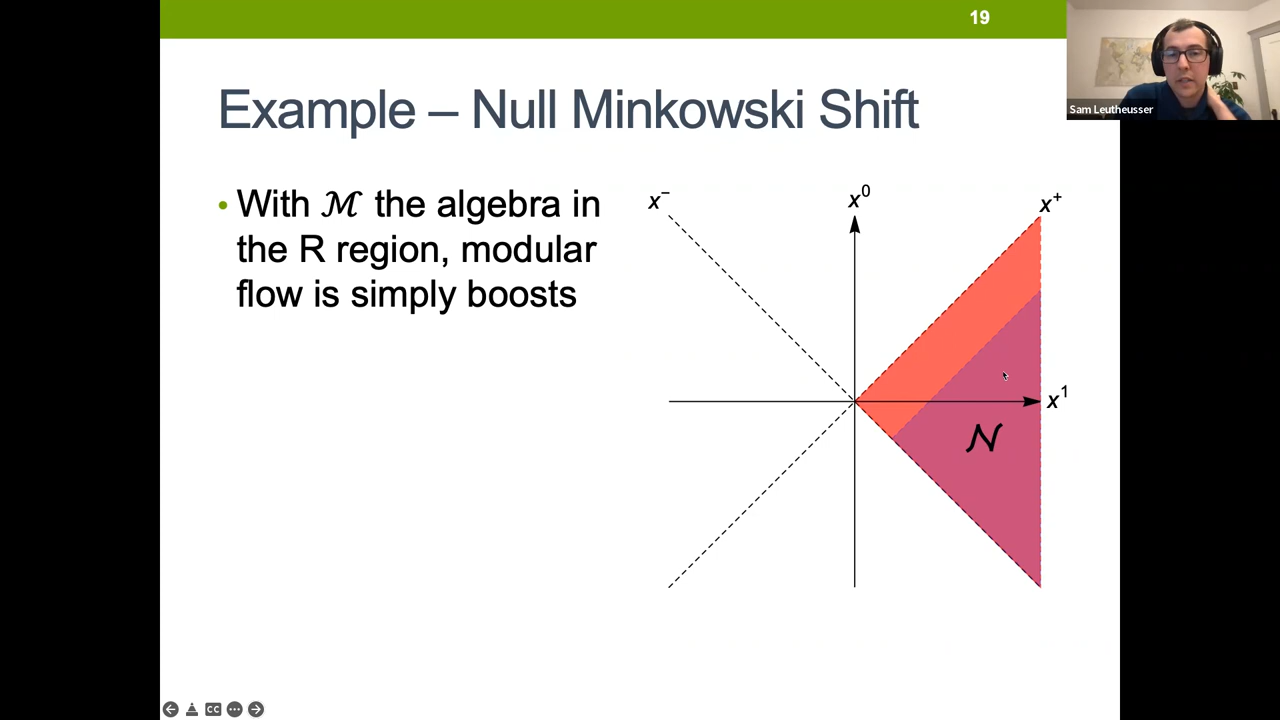 19
Sam Leutheusser
Example – Null Minkowski Shift
• With ℳ the algebra in
the R region, modular
flow is simply boosts
x⁻
x⁰
x⁺
x¹
𝒩
CC